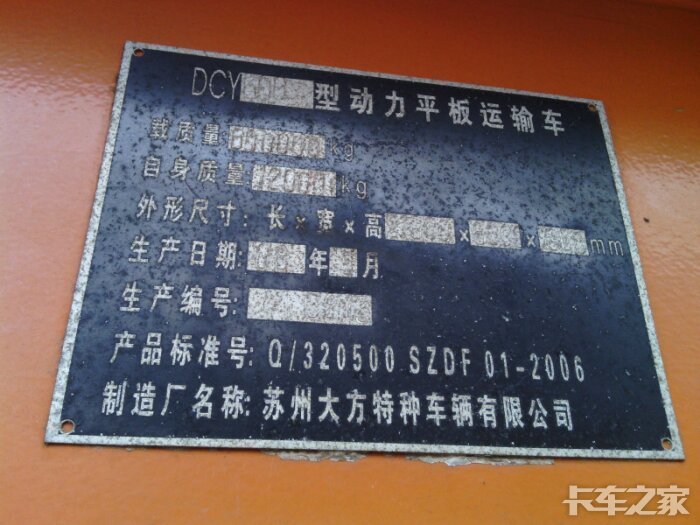 DCY 型动力平板运输车
载质量 kg
自身质量 kg
外形尺寸: 长x宽x高 x x mm
生产日期: 年 月
生产编号:
产品标准号: Q/320500 SZDF 01-2006
制造厂名称: 苏州大方特种车辆有限公司
卡车之家